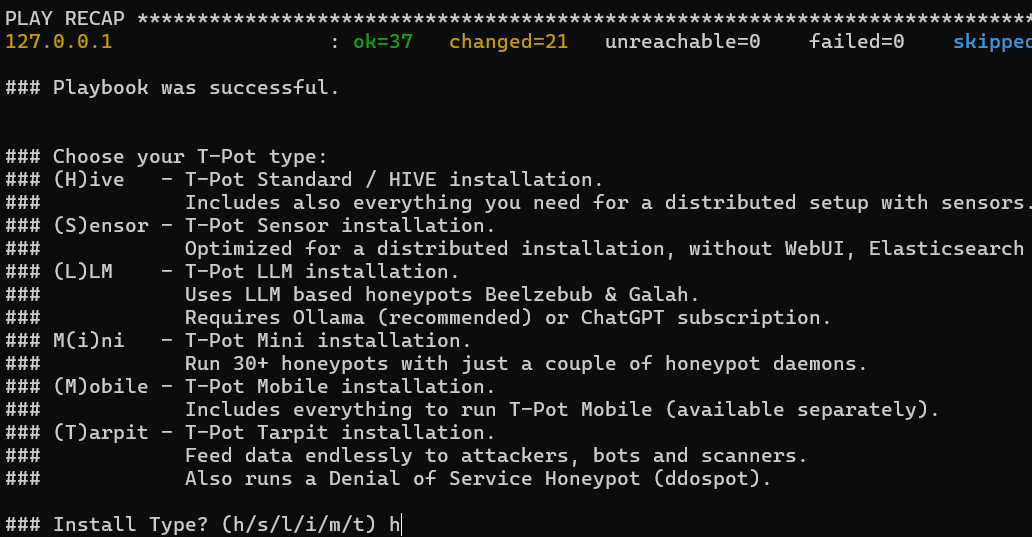 PLAY RECAP ***************************************************************************
127.0.0.1 : ok=37 changed=21 unreachable=0 failed=0 skipped
### Playbook was successful.
### Choose your T-Pot type:
### (H)ive - T-Pot Standard / HIVE installation.
### Includes also everything you need for a distributed setup with sensors.
### (S)ensor - T-Pot Sensor installation.
### Optimized for a distributed installation, without WebUI, Elasticsearch
### (L)LM - T-Pot LLM installation.
### Uses LLM based honeypots Beelzebub & Galah.
### Requires Ollama (recommended) or ChatGPT subscription.
### M(i)ni - T-Pot Mini installation.
### Run 30+ honeypots with just a couple of honeypot daemons.
### (M)obile - T-Pot Mobile installation.
### Includes everything to run T-Pot Mobile (available separately).
### (T)arpit - T-Pot Tarpit installation.
### Feed data endlessly to attackers, bots and scanners.
### Also runs a Denial of Service Honeypot (ddospot).
### Install Type? (h/s/l/i/m/t) h